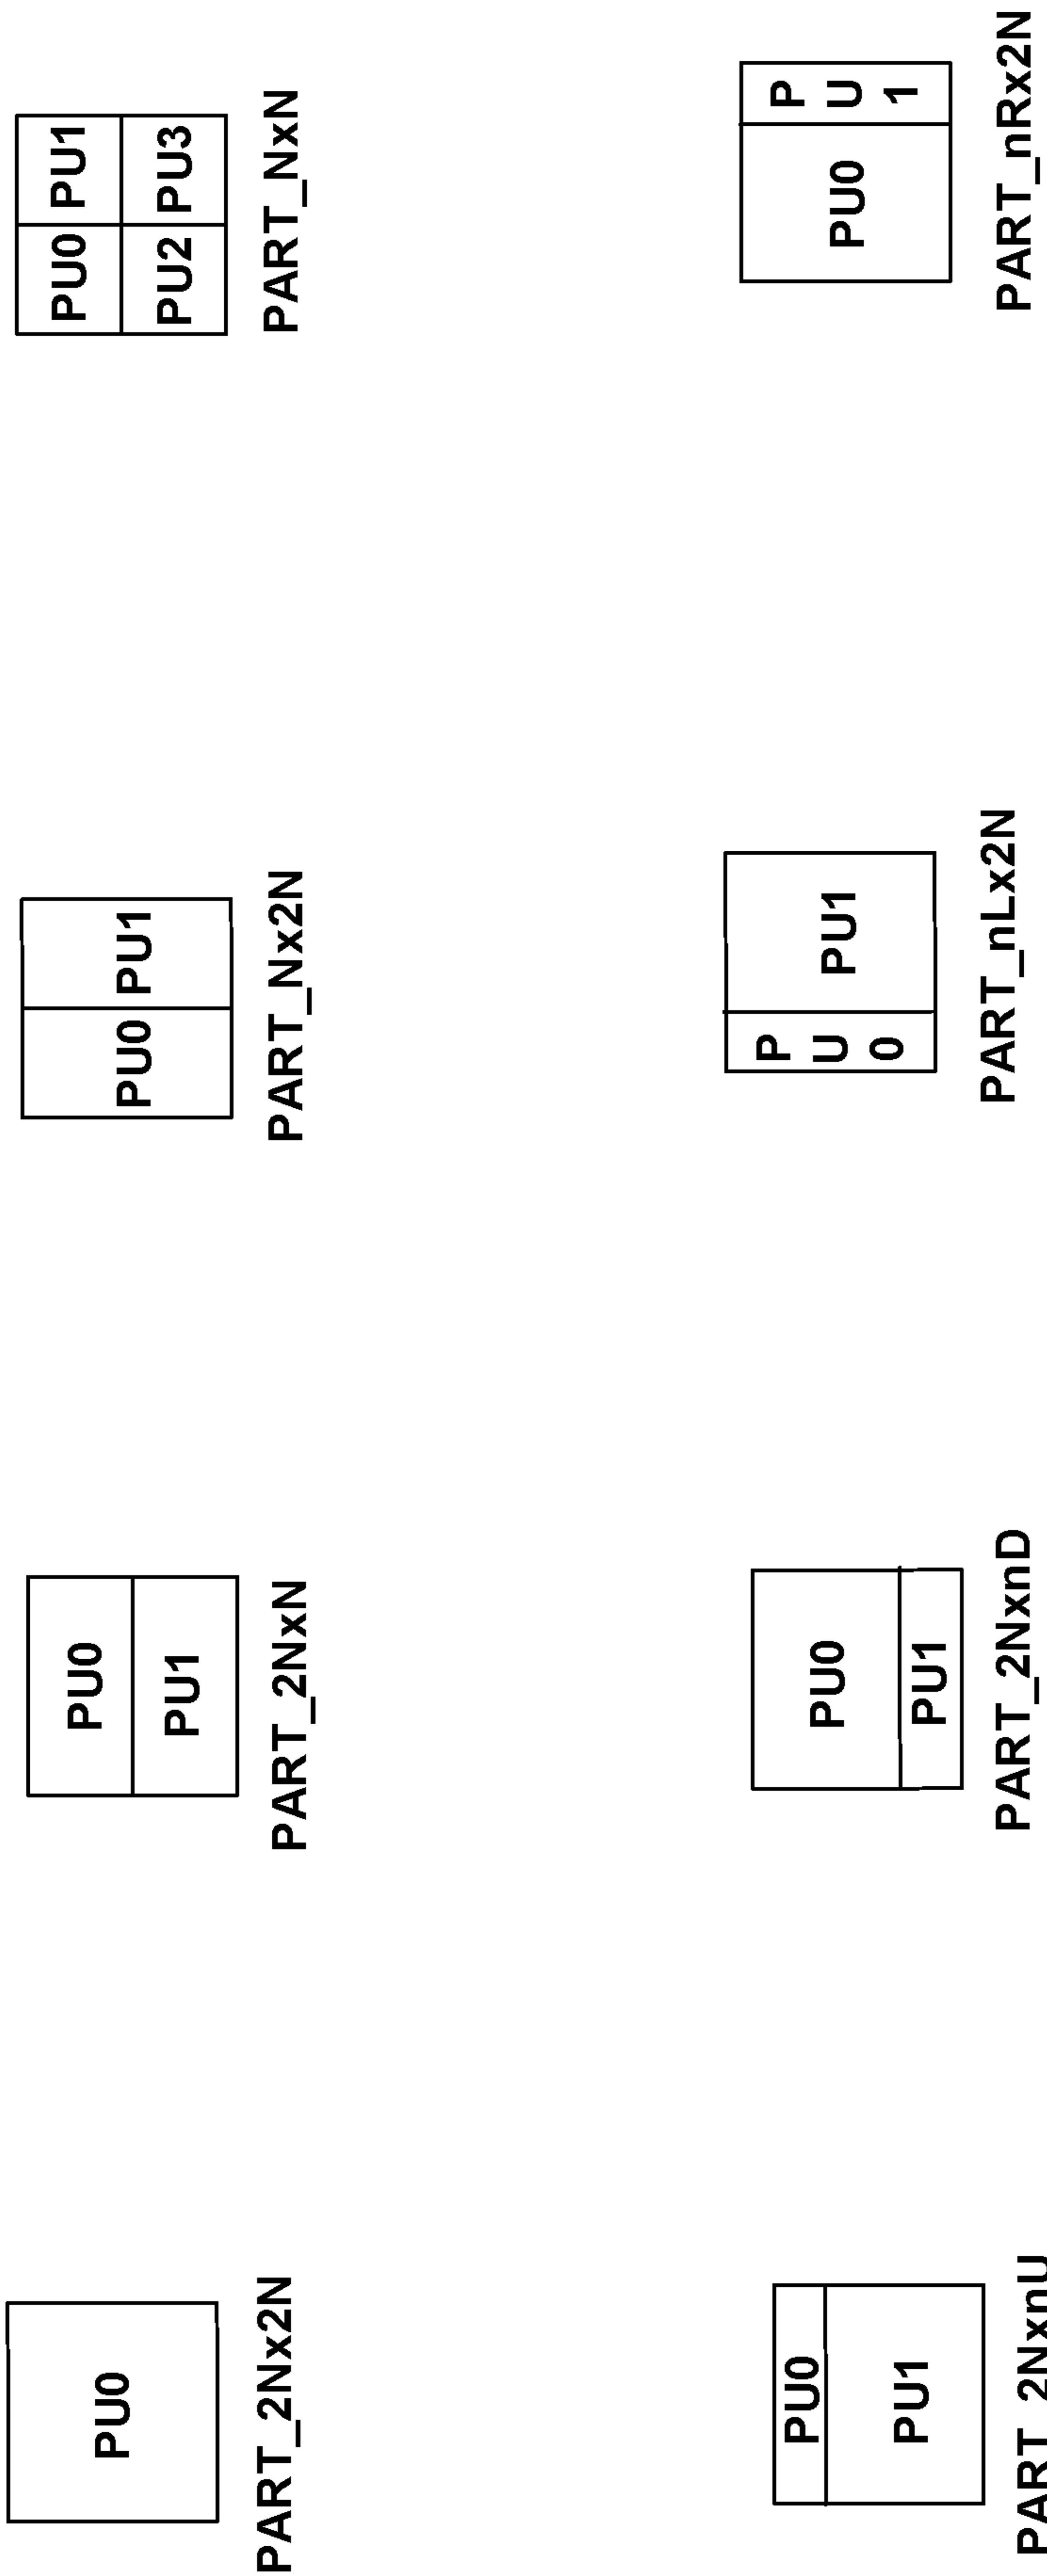 PU0
PART_2Nx2N
PU0
PU1
PART_2NxN
PU0 PU1
PART_Nx2N
PU0 PU1
PU2 PU3
PART_NxN
PU0
PU1
PART_2NxnU
PU0
PU1
PART_2NxnD
P
U
0
PU1
PART_nLx2N
PU0
P
U
1
PART_nRx2N